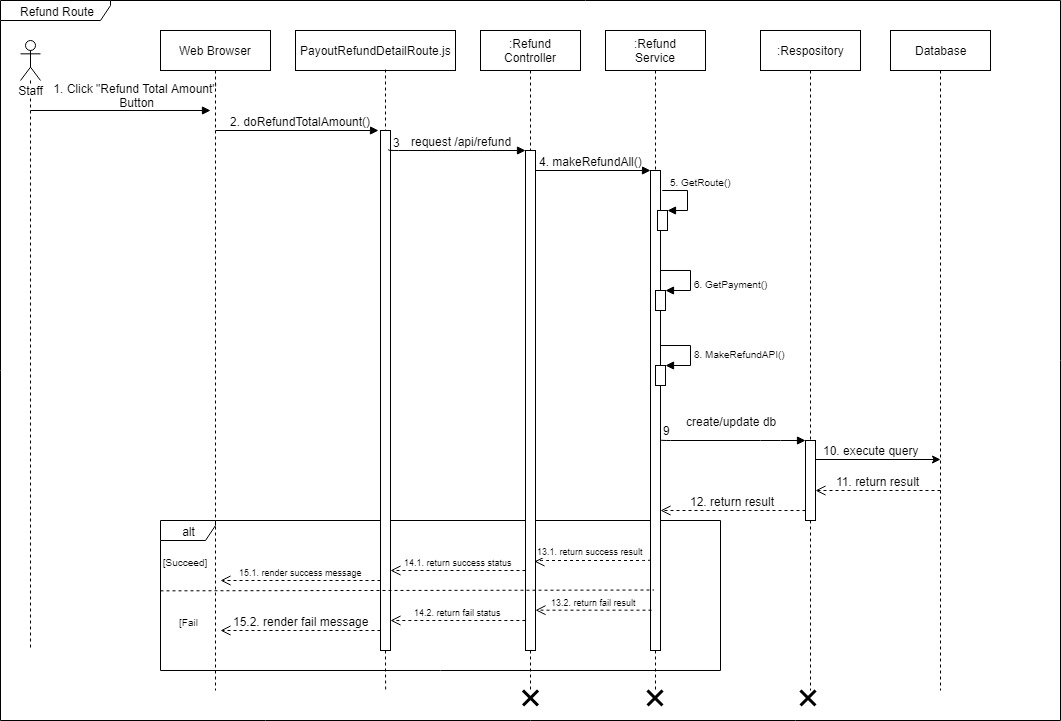 Refund Route
Staff
Web Browser
PayoutRefundDetailRoute.js
:Refund
Controller
:Refund
Service
:Respository
Database
1. Click "Refund Total Amount"
Button
2. doRefundTotalAmount()
3 request /api/refund
4. makeRefundAll()
5. GetRoute()
6. GetPayment()
8. MakeRefundAPI()
9 create/update db
10. execute query
11. return result
12. return result
alt
[Succeed]
13.1. return success result
14.1. return success status
15.1. render success message
13.2. return fail result
14.2. return fail status
[Fail
15.2. render fail message